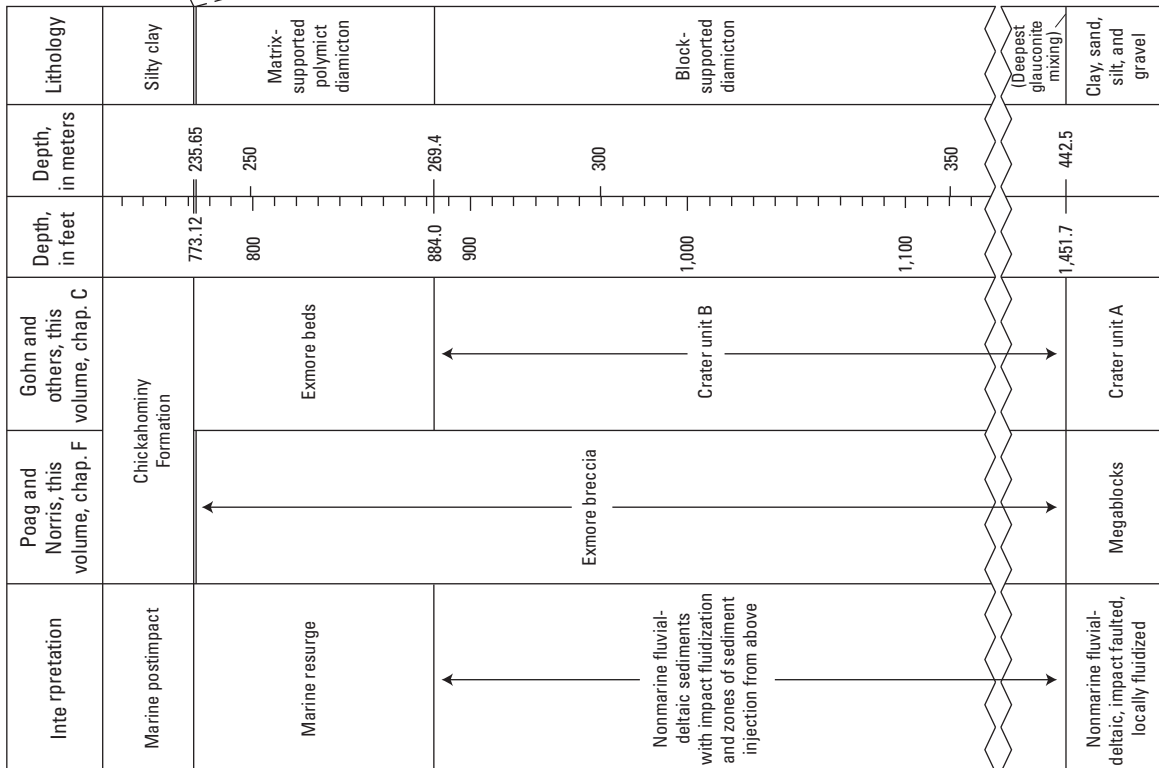 Lithology
Silty clay
Matrix-
supported
polymict
diamicton
Block-
supported
diamicton
(Deepest
glauconite
mixing)
Clay, sand,
silt, and
gravel
Depth,
in meters
235.65
250
269.4
300
350
442.5
Depth,
in feet
773.12
800
884.0
900
1,000
1,100
1,451.7
Gohn and
others, this
volume, chap. C
Chickahominy
Formation
Exmore beds
Crater unit B
Crater unit A
Poag and
Norris, this
volume, chap. F
Exmore breccia
Megablocks
Inte rpretation
Marine postimpact
Marine resurge
Nonmarine fluvial-
deltaic sediments
with impact fluidization
and zones of sediment
injection from above
Nonmarine fluvial-
deltaic, impact faulted,
locally fluidized